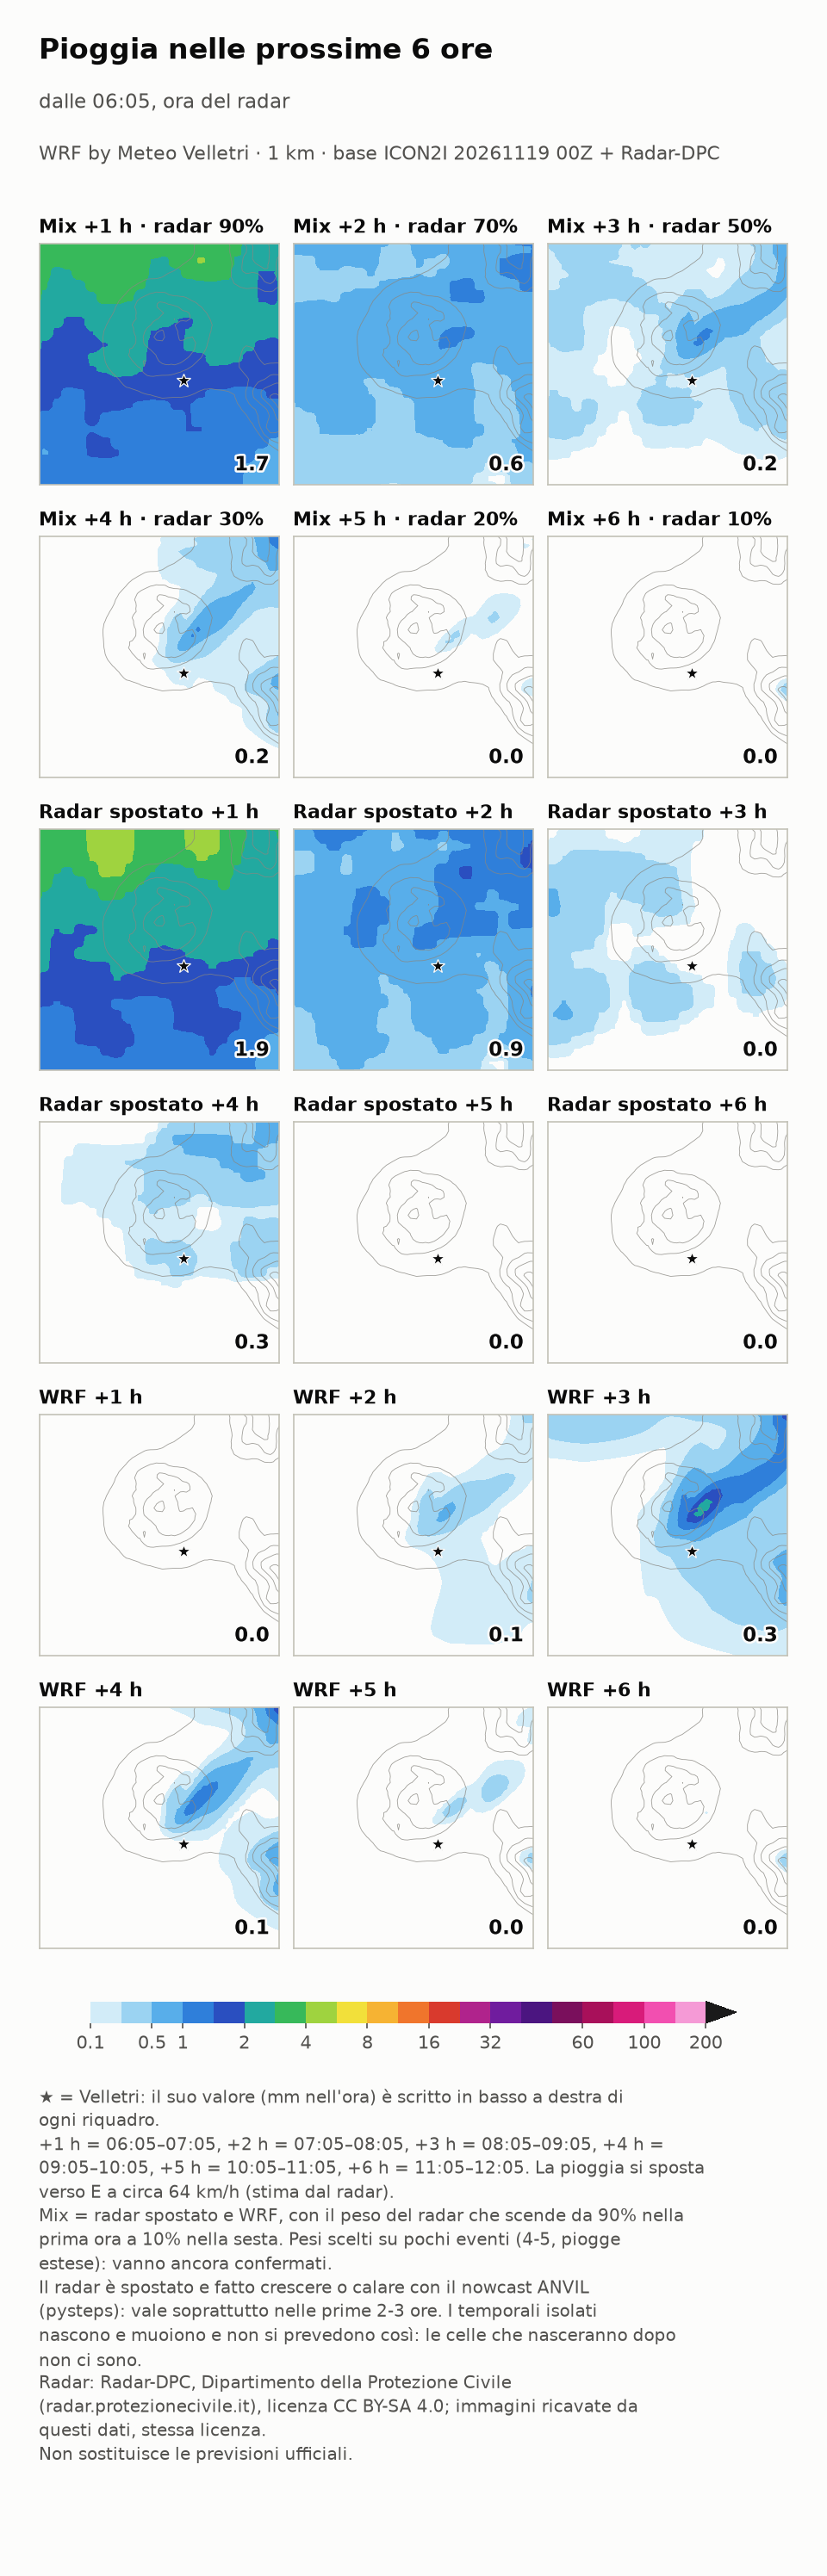 Pioggia nelle prossime 6 ore
dalle 06:05, ora del radar
WRF by Meteo Velletri · 1 km · base ICON2I 20261119 00Z + Radar-DPC
Mix +1 h · radar 90%
Mix +2 h · radar 70%
Mix +3 h · radar 50%
1.7
0.6
0.2
Mix +4 h · radar 30%
Mix +5 h · radar 20%
Mix +6 h · radar 10%
0.2
0.0
0.0
Radar spostato +1 h
Radar spostato +2 h
Radar spostato +3 h
1.9
0.9
0.0
Radar spostato +4 h
Radar spostato +5 h
Radar spostato +6 h
0.3
0.0
0.0
WRF +1 h
WRF +2 h
WRF +3 h
0.0
0.1
0.3
WRF +4 h
WRF +5 h
WRF +6 h
0.1
0.0
0.0
0.1 0.5 1 2 4 8 16 32 60 100 200
★ = Velletri: il suo valore (mm nell'ora) è scritto in basso a destra di
ogni riquadro.
+1 h = 06:05–07:05, +2 h = 07:05–08:05, +3 h = 08:05–09:05, +4 h =
09:05–10:05, +5 h = 10:05–11:05, +6 h = 11:05–12:05. La pioggia si sposta
verso E a circa 64 km/h (stima dal radar).
Mix = radar spostato e WRF, con il peso del radar che scende da 90% nella
prima ora a 10% nella sesta. Pesi scelti su pochi eventi (4-5, piogge
estese): vanno ancora confermati.
Il radar è spostato e fatto crescere o calare con il nowcast ANVIL
(pysteps): vale soprattutto nelle prime 2-3 ore. I temporali isolati
nascono e muoiono e non si prevedono così: le celle che nasceranno dopo
non ci sono.
Radar: Radar-DPC, Dipartimento della Protezione Civile
(radar.protezionecivile.it), licenza CC BY-SA 4.0; immagini ricavate da
questi dati, stessa licenza.
Non sostituisce le previsioni ufficiali.